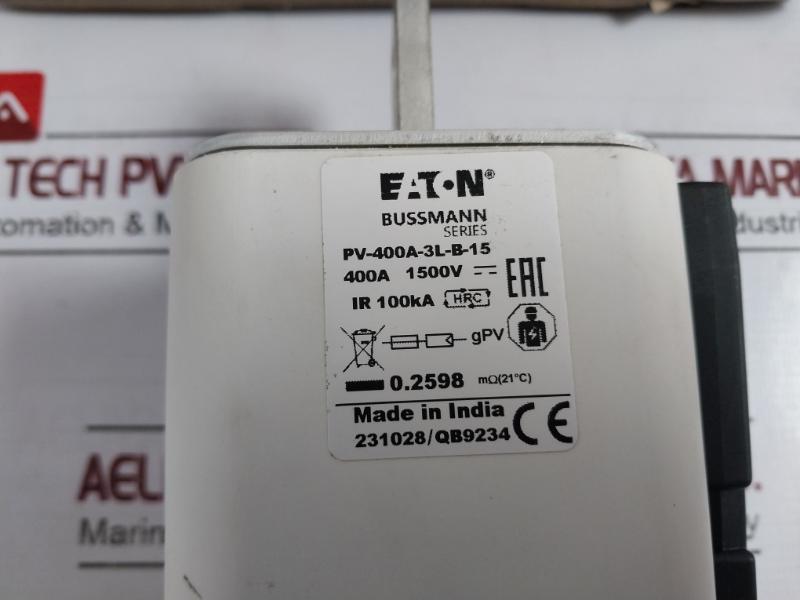 EATON®
BUSSMANN
SERIES
PV-400A-3L-B-15
400A 1500V
IR 100kA HRC EAC
gPV
0.2598 mΩ(21°C)
Made in India
231028/QB9234 CE
A
TECH PV
A MAR
tomation & M
dustri
AEL
Marin